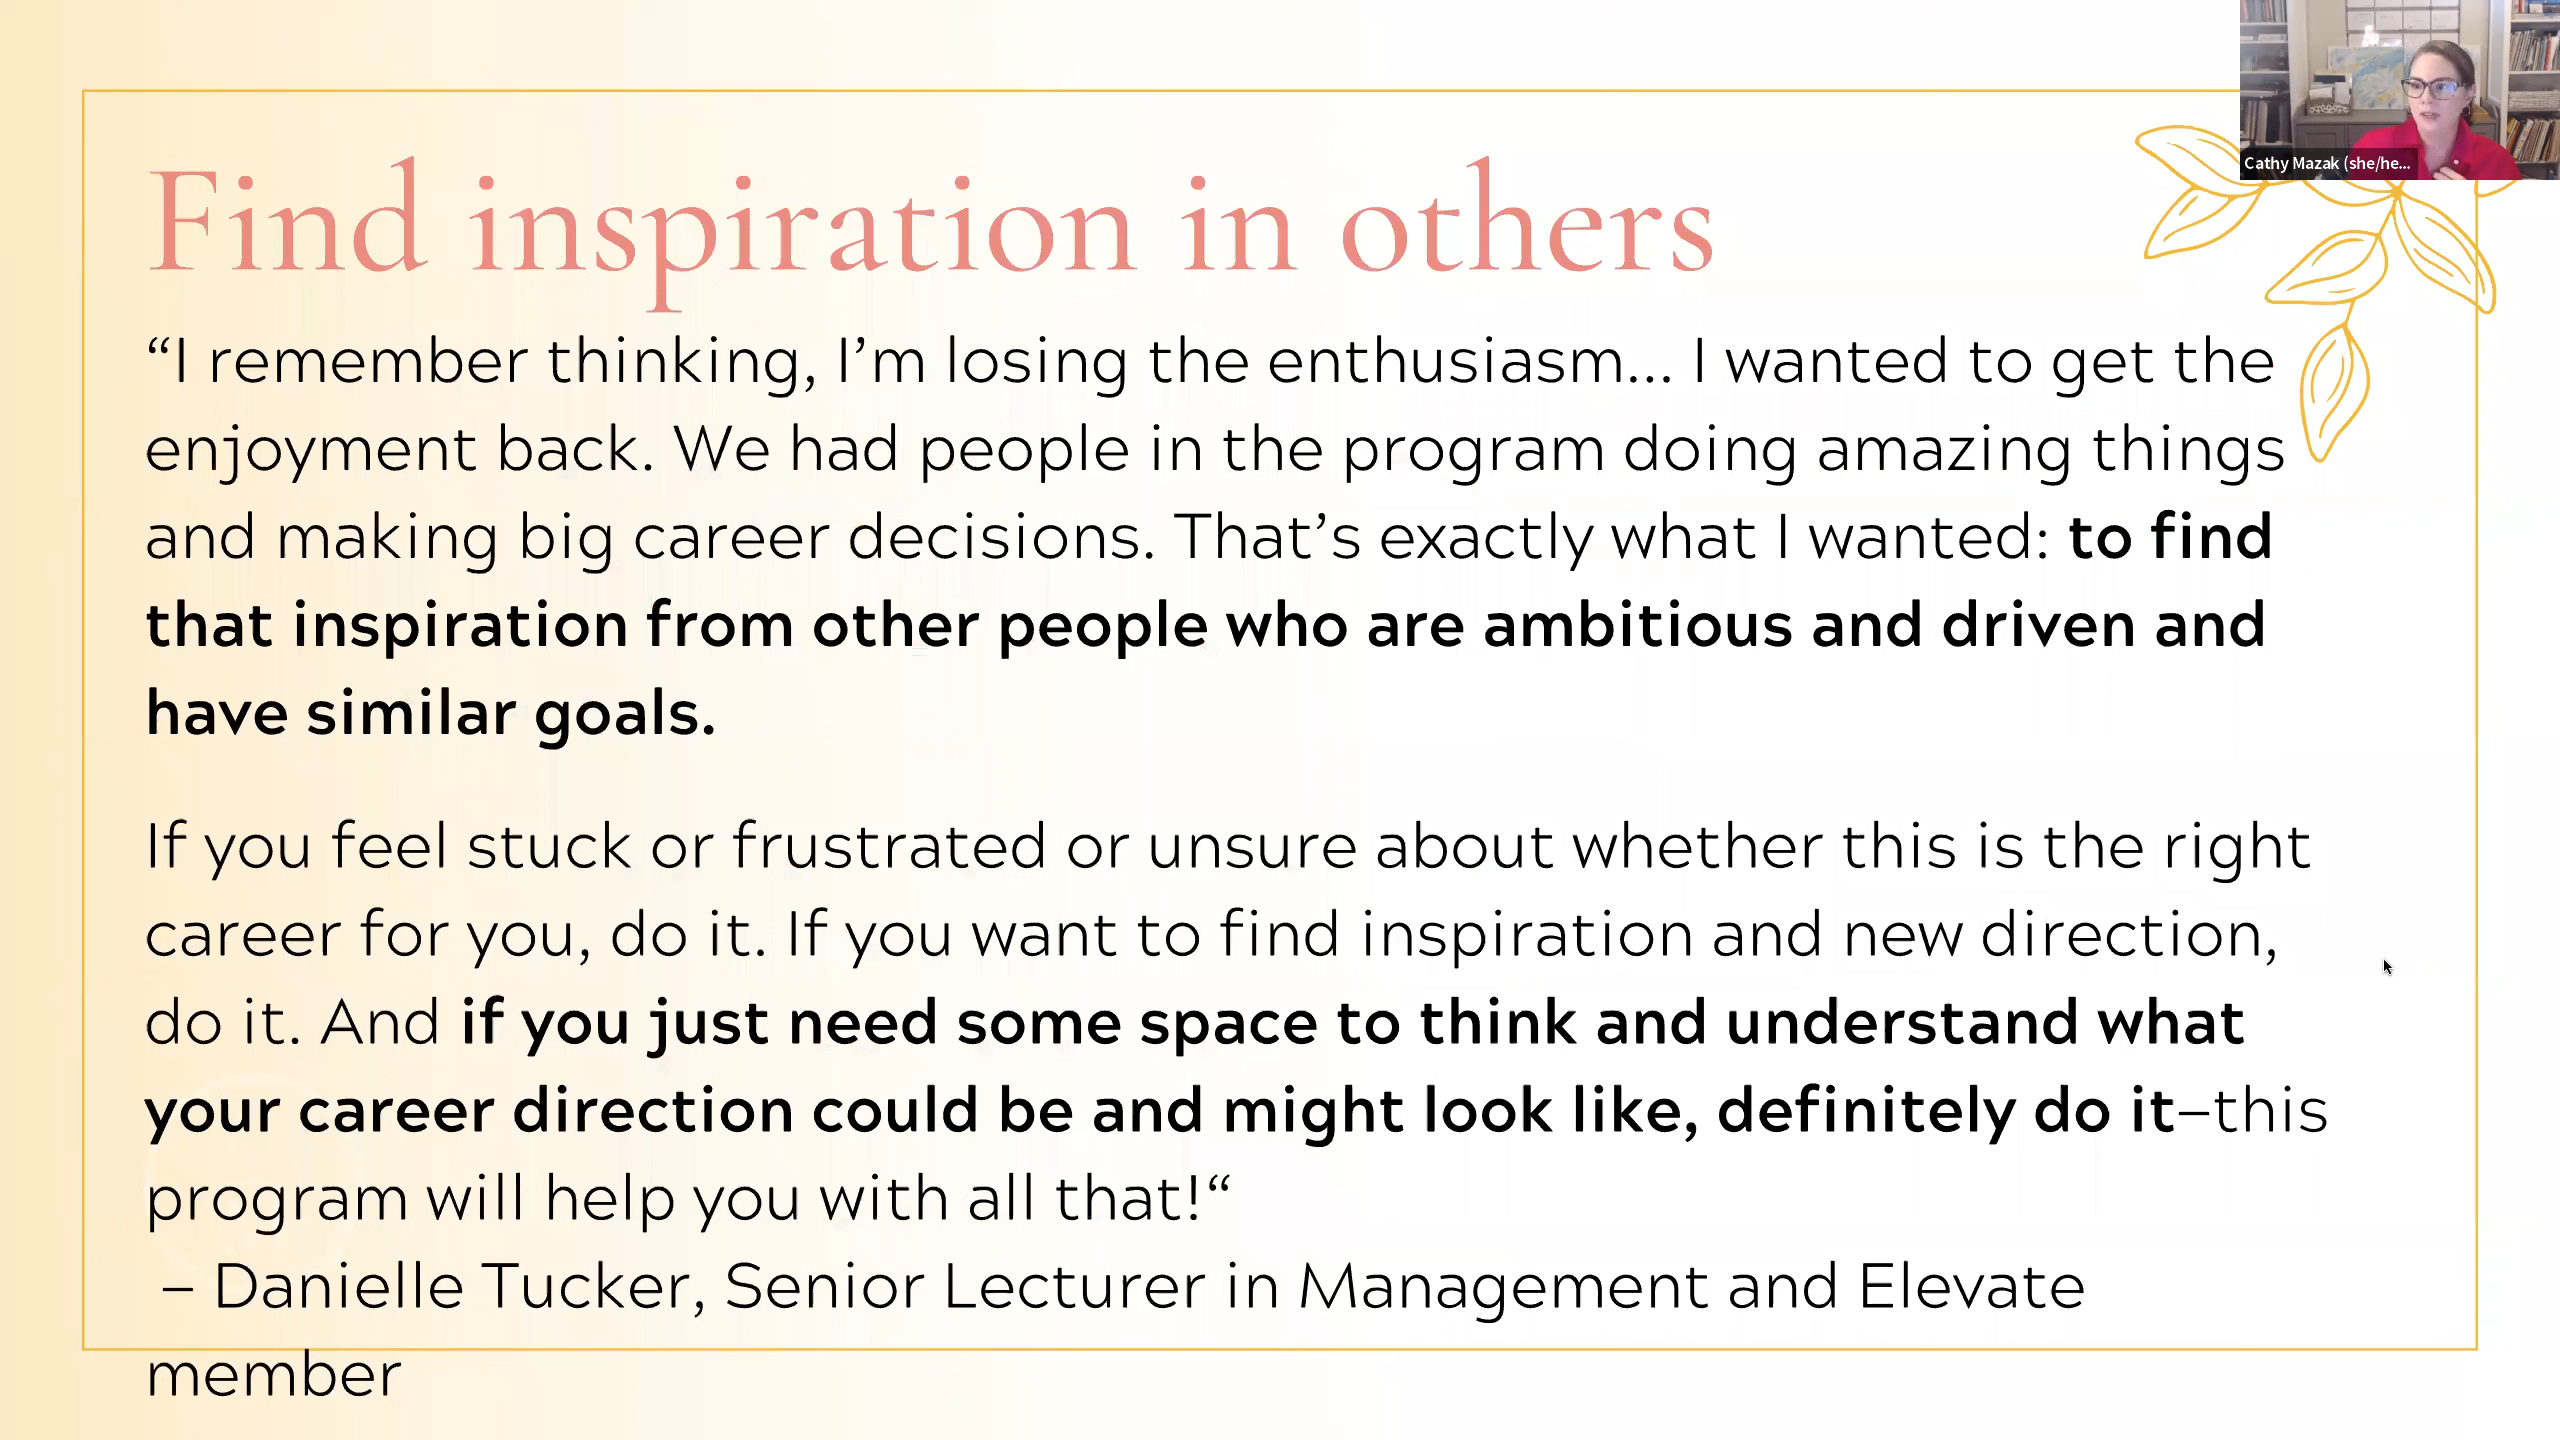 Cathy Mazak (she/he...
Find inspiration in others
“I remember thinking, I’m losing the enthusiasm... I wanted to get the
enjoyment back. We had people in the program doing amazing things
and making big career decisions. That’s exactly what I wanted: to find
that inspiration from other people who are ambitious and driven and
have similar goals.
If you feel stuck or frustrated or unsure about whether this is the right
career for you, do it. If you want to find inspiration and new direction,
do it. And if you just need some space to think and understand what
your career direction could be and might look like, definitely do it—this
program will help you with all that!“
– Danielle Tucker, Senior Lecturer in Management and Elevate
member